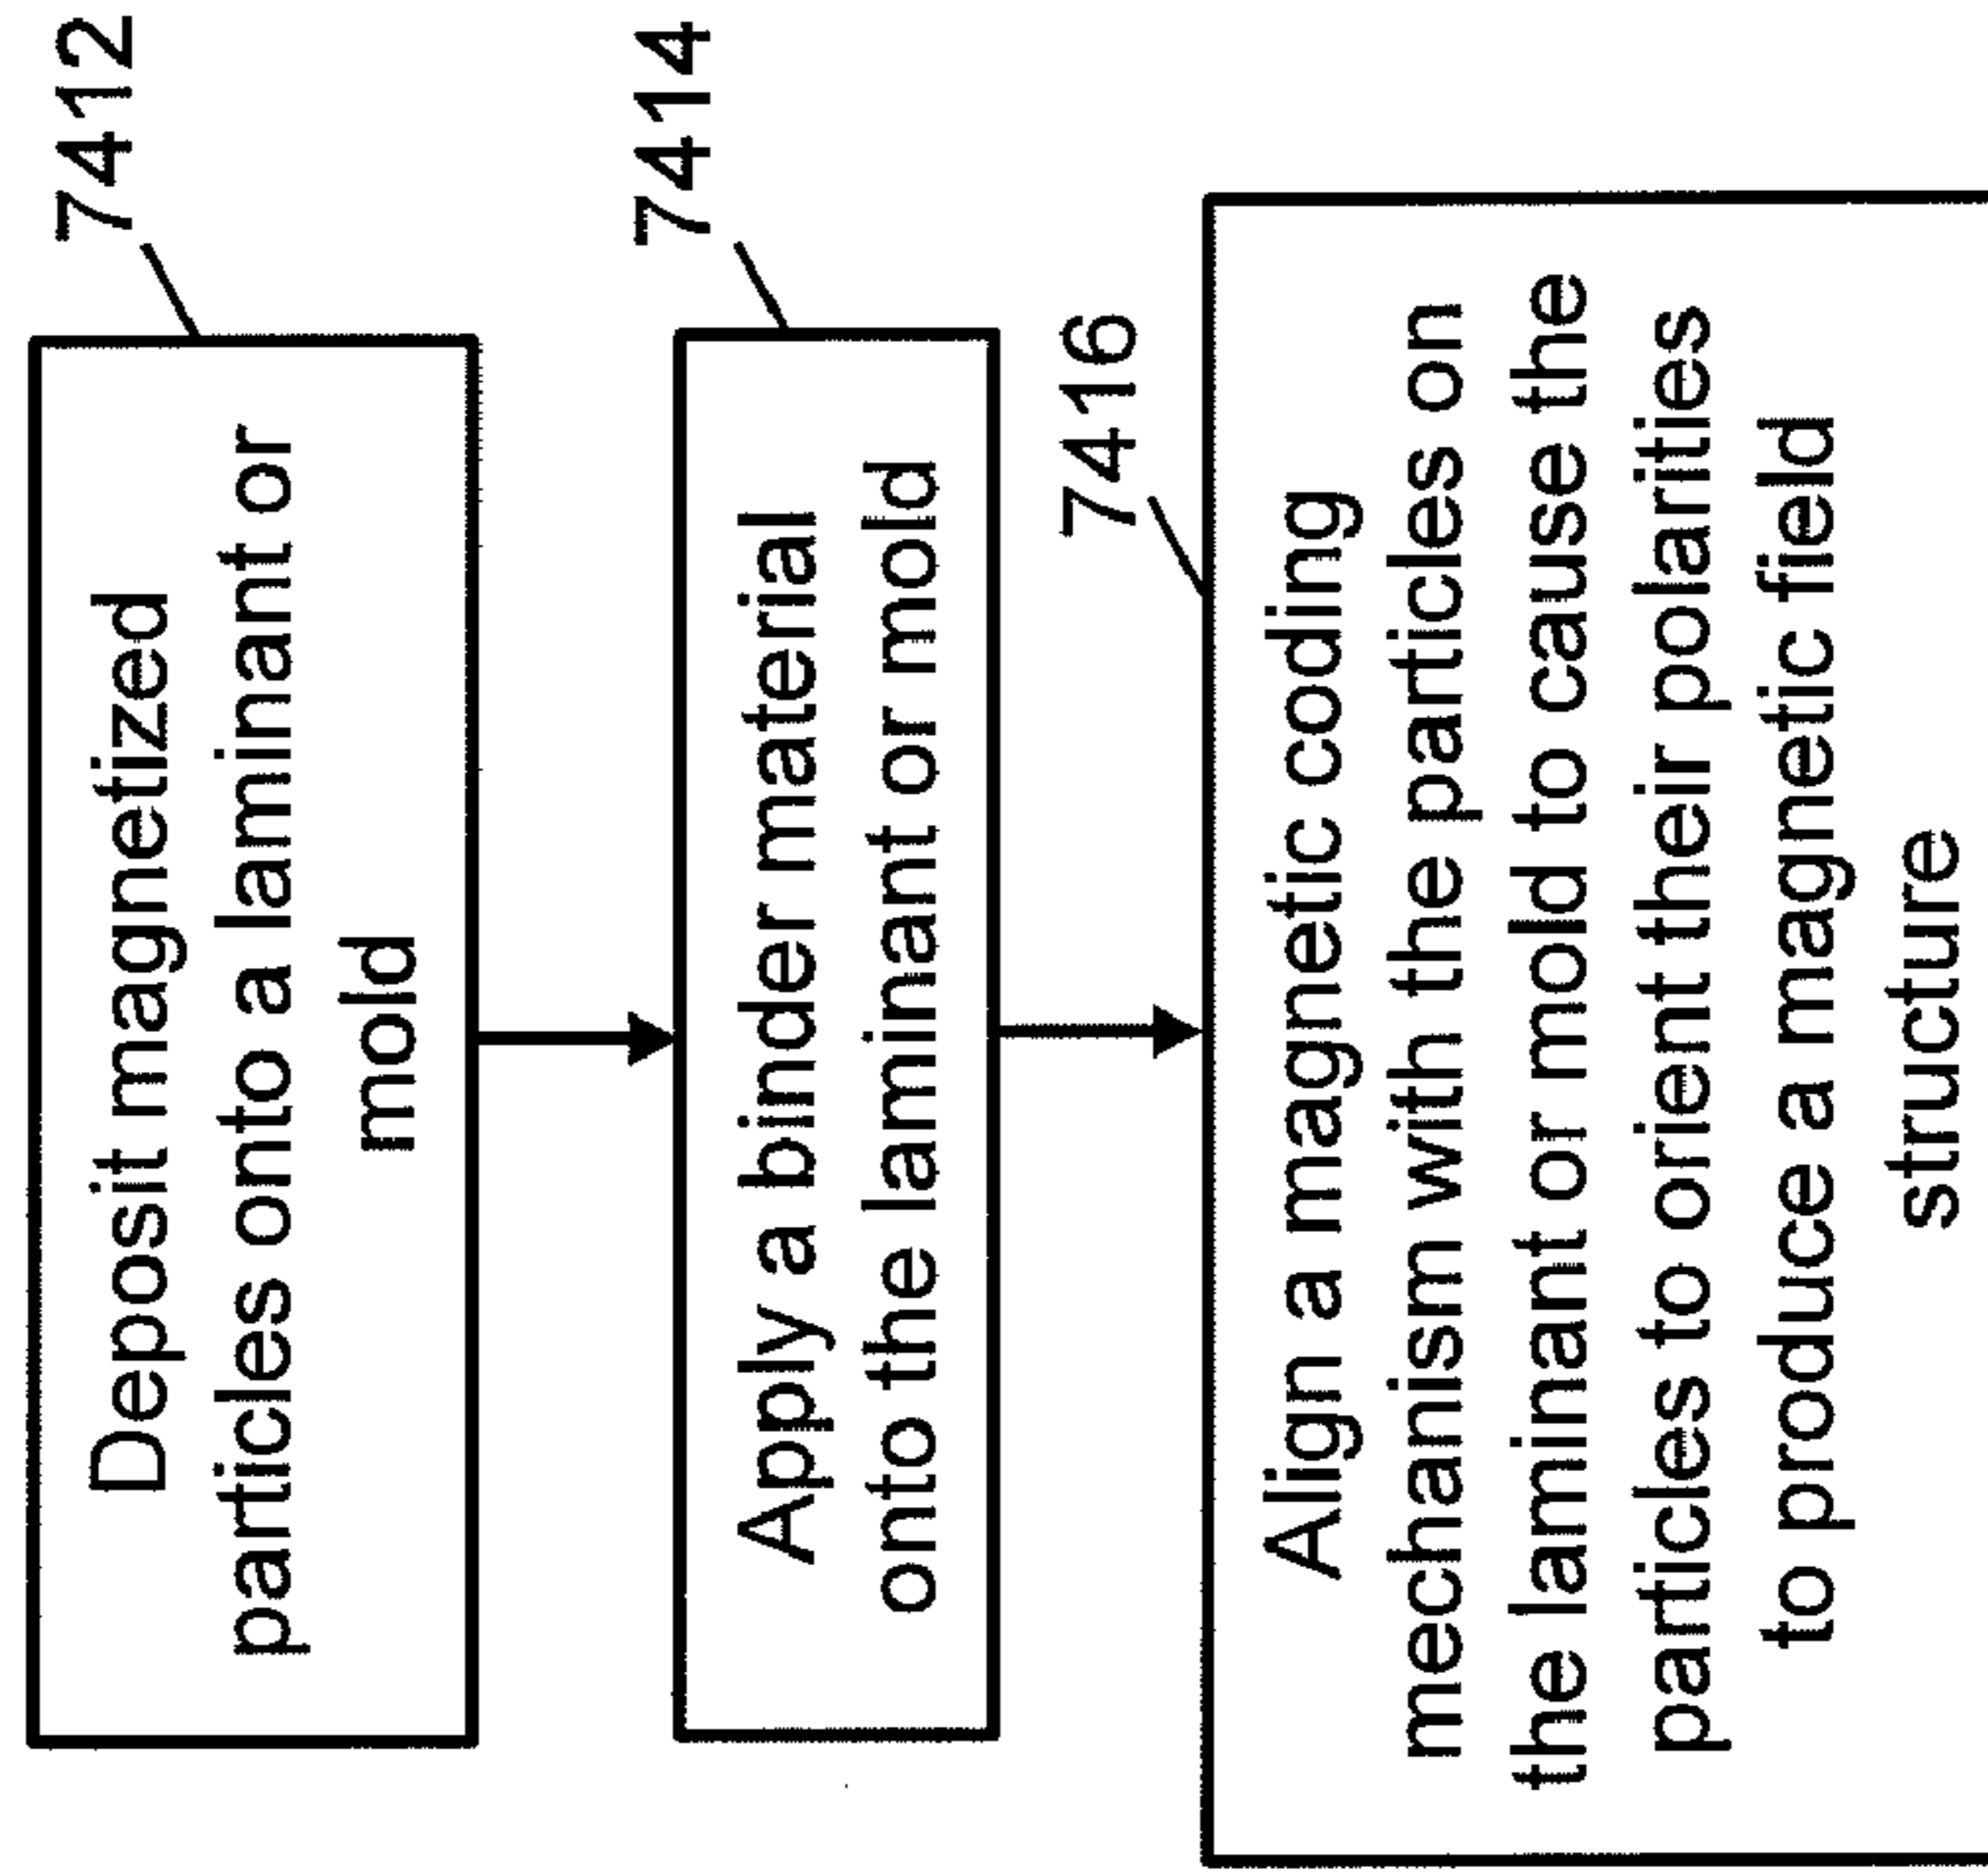 7412
Deposit magnetized
particles onto a laminant or
mold
7414
Apply a binder material
onto the laminant or mold
7416
Align a magnetic coding
mechanism with the particles on
the laminant or mold to cause the
particles to orient their polarities
to produce a magnetic field
structure